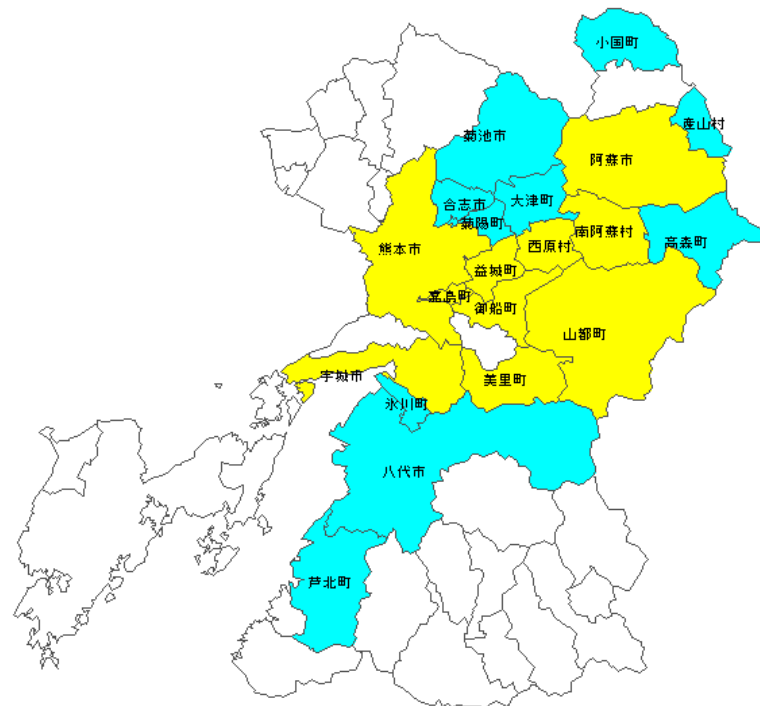 小国町
産山村
菊池市
阿蘇市
合志市
大津町
菊陽町
南阿蘇村
高森町
熊本市
西原村
益城町
嘉島町
御船町
山都町
宇城市
美里町
氷川町
八代市
芦北町